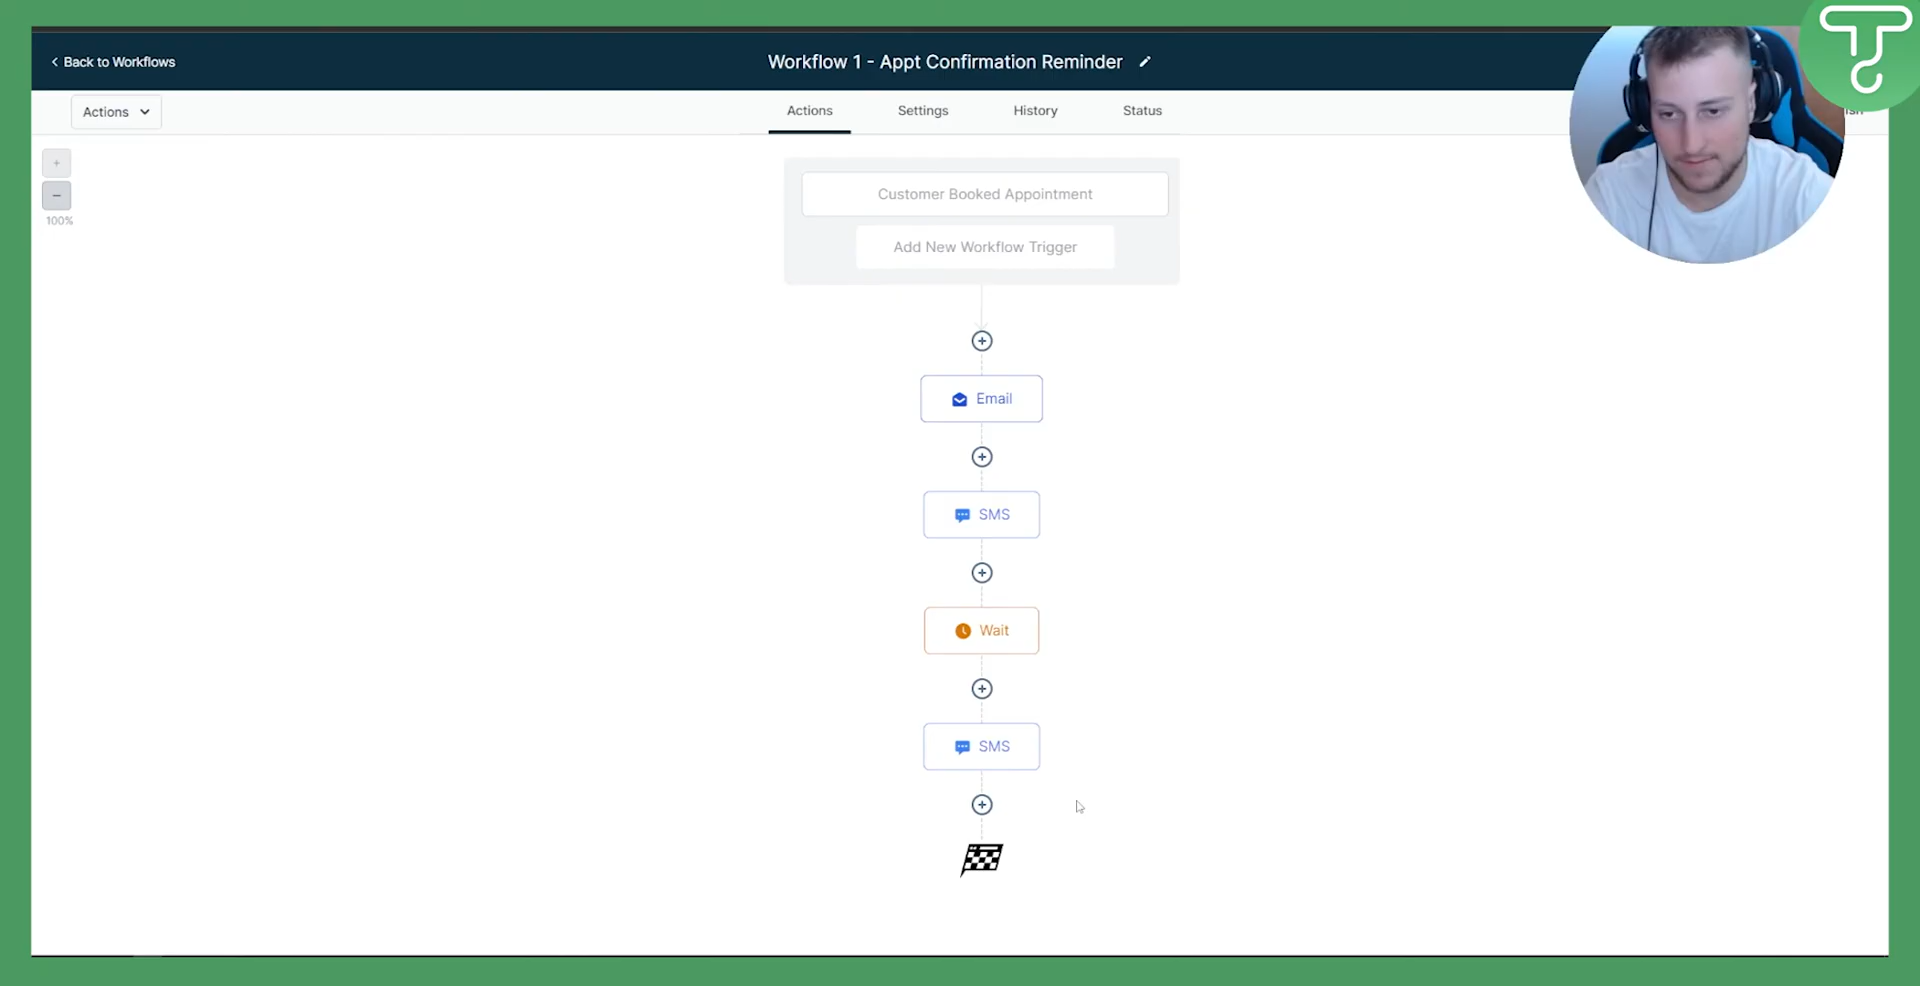 Back to Workflows
Workflow 1 - Appt Confirmation Reminder
Actions
Actions
Settings
History
Status
100%
Customer Booked Appointment
Add New Workflow Trigger
Email
SMS
Wait
SMS